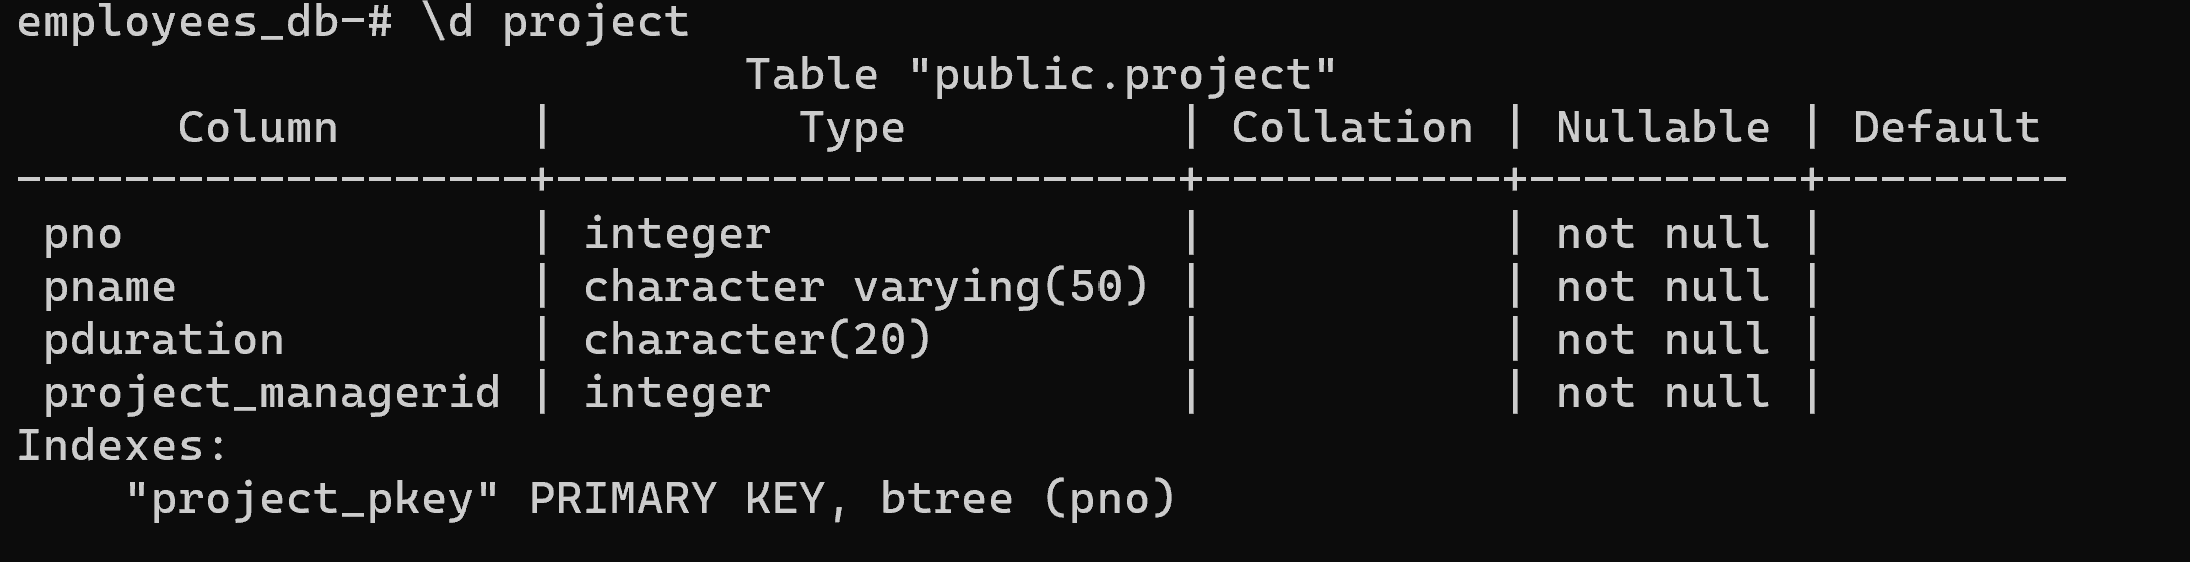 employees_db-# \d project
                           Table "public.project"
      Column       |         Type          | Collation | Nullable | Default
-------------------+-----------------------+-----------+----------+---------
 pno               | integer               |           | not null |
 pname             | character varying(50) |           | not null |
 pduration         | character(20)         |           | not null |
 project_managerid | integer               |           | not null |
Indexes:
    "project_pkey" PRIMARY KEY, btree (pno)